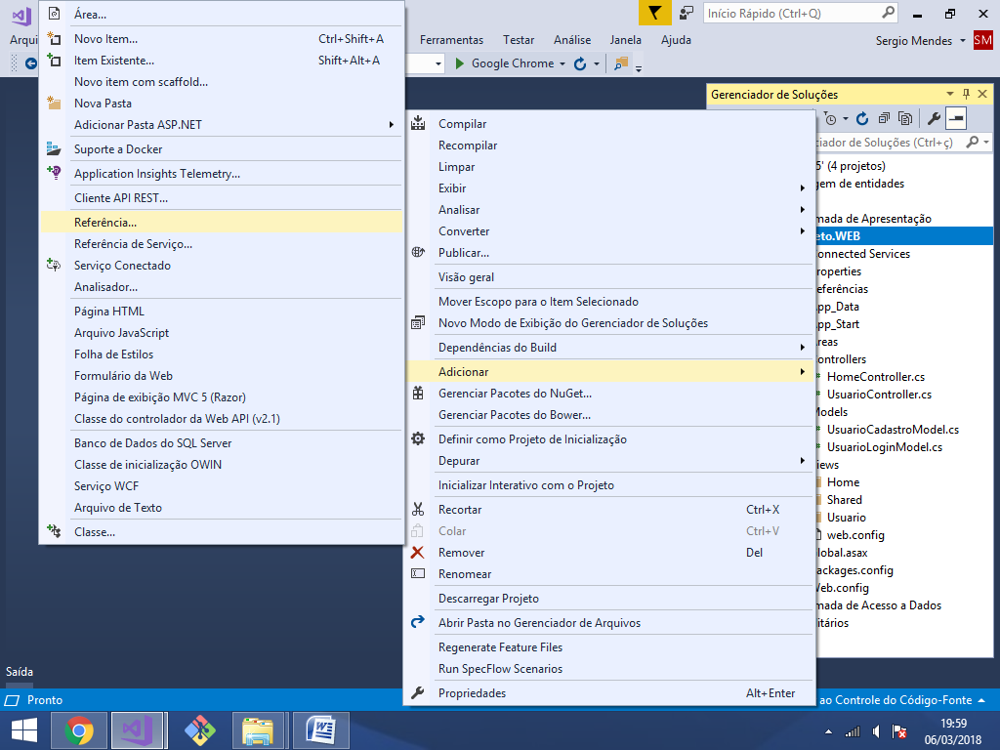 Início Rápido (Ctrl+Q)
Arqui
Ferramentas
Testar
Análise
Janela
Ajuda
Sergio Mendes
SM
Google Chrome
Área...
Novo Item... Ctrl+Shift+A
Item Existente... Shift+Alt+A
Novo item com scaffold...
Nova Pasta
Adicionar Pasta ASP.NET
Suporte a Docker
Application Insights Telemetry...
Cliente API REST...
Referência...
Referência de Serviço...
Serviço Conectado
Analisador...
Página HTML
Arquivo JavaScript
Folha de Estilos
Formulário da Web
Página de exibição MVC 5 (Razor)
Classe do controlador da Web API (v2.1)
Banco de Dados do SQL Server
Classe de inicialização OWIN
Serviço WCF
Arquivo de Texto
Classe...
Compilar
Recompilar
Limpar
Exibir
Analisar
Converter
Publicar...
Visão geral
Mover Escopo para o Item Selecionado
Novo Modo de Exibição do Gerenciador de Soluções
Dependências do Build
Adicionar
Gerenciar Pacotes do NuGet...
Gerenciar Pacotes do Bower...
Definir como Projeto de Inicialização
Depurar
Inicializar Interativo com o Projeto
Recortar Ctrl+X
Colar Ctrl+V
Remover Del
Renomear
Descarregar Projeto
Abrir Pasta no Gerenciador de Arquivos
Regenerate Feature Files
Run SpecFlow Scenarios
Propriedades Alt+Enter
Gerenciador de Soluções
ciador de Soluções (Ctrl+ç)
5' (4 projetos)
gem de entidades
mada de Apresentação
eto.WEB
onnected Services
roperties
eferências
pp_Data
pp_Start
reas
ontrollers
HomeController.cs
UsuarioController.cs
Models
UsuarioCadastroModel.cs
UsuarioLoginModel.cs
iews
Home
Shared
Usuario
web.config
lobal.asax
ackages.config
Web.config
mada de Acesso a Dados
itários
Saída
Pronto
ao Controle do Código-Fonte
19:59
06/03/2018